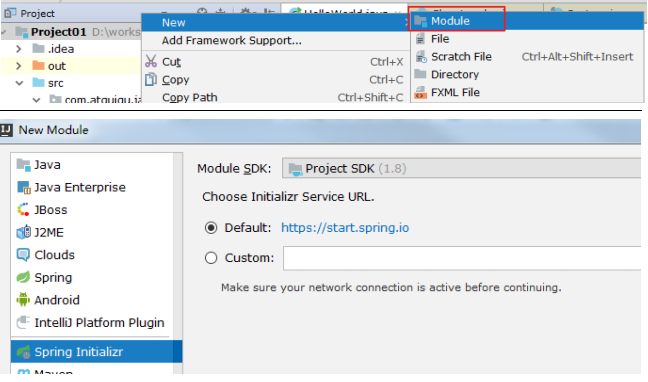 Project
HelloWorld.java
Project01 D:\works
New
Module
.idea
Add Framework Support...
File
out
Cut Ctrl+X
Scratch File Ctrl+Alt+Shift+Insert
src
Copy Ctrl+C
Directory
com.atguigu.ja
Copy Path Ctrl+Shift+C
FXML File
New Module
Java
Module SDK: Project SDK (1.8)
Java Enterprise
Choose Initializr Service URL.
JBoss
Default: https://start.spring.io
J2ME
Clouds
Custom:
Spring
Make sure your network connection is active before continuing.
Android
IntelliJ Platform Plugin
Spring Initializr
Maven